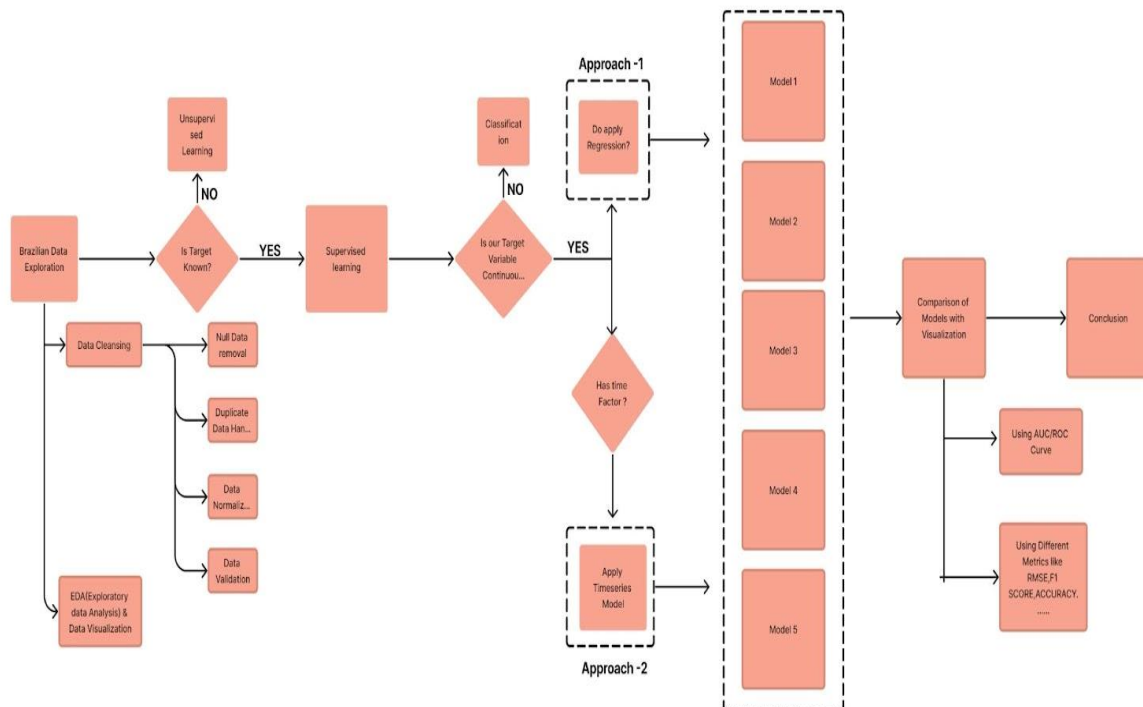 Approach -1
Model 1
Unsupervi
sed
Learning
Classificat
ion
Do apply
Regression?
NO
NO
Model 2
Brazilian Data
Exploration
Is Target
Known?
YES
Supervised
learning
Is our Target
Variable
Continuou...
YES
Comparison of
Models with
Visualization
Conclusion
Data Cleansing
Null Data
removal
Model 3
Has time
Factor ?
Duplicate
Data Han...
Using AUC/ROC
Curve
Data
Normaliz...
Model 4
Data
Validation
Apply
Timeseries
Model
Using Different
Metrics like
RMSE,F1
SCORE,ACCURACY.
......
EDA(Exploratory
data Analysis) &
Data Visualization
Model 5
Approach -2